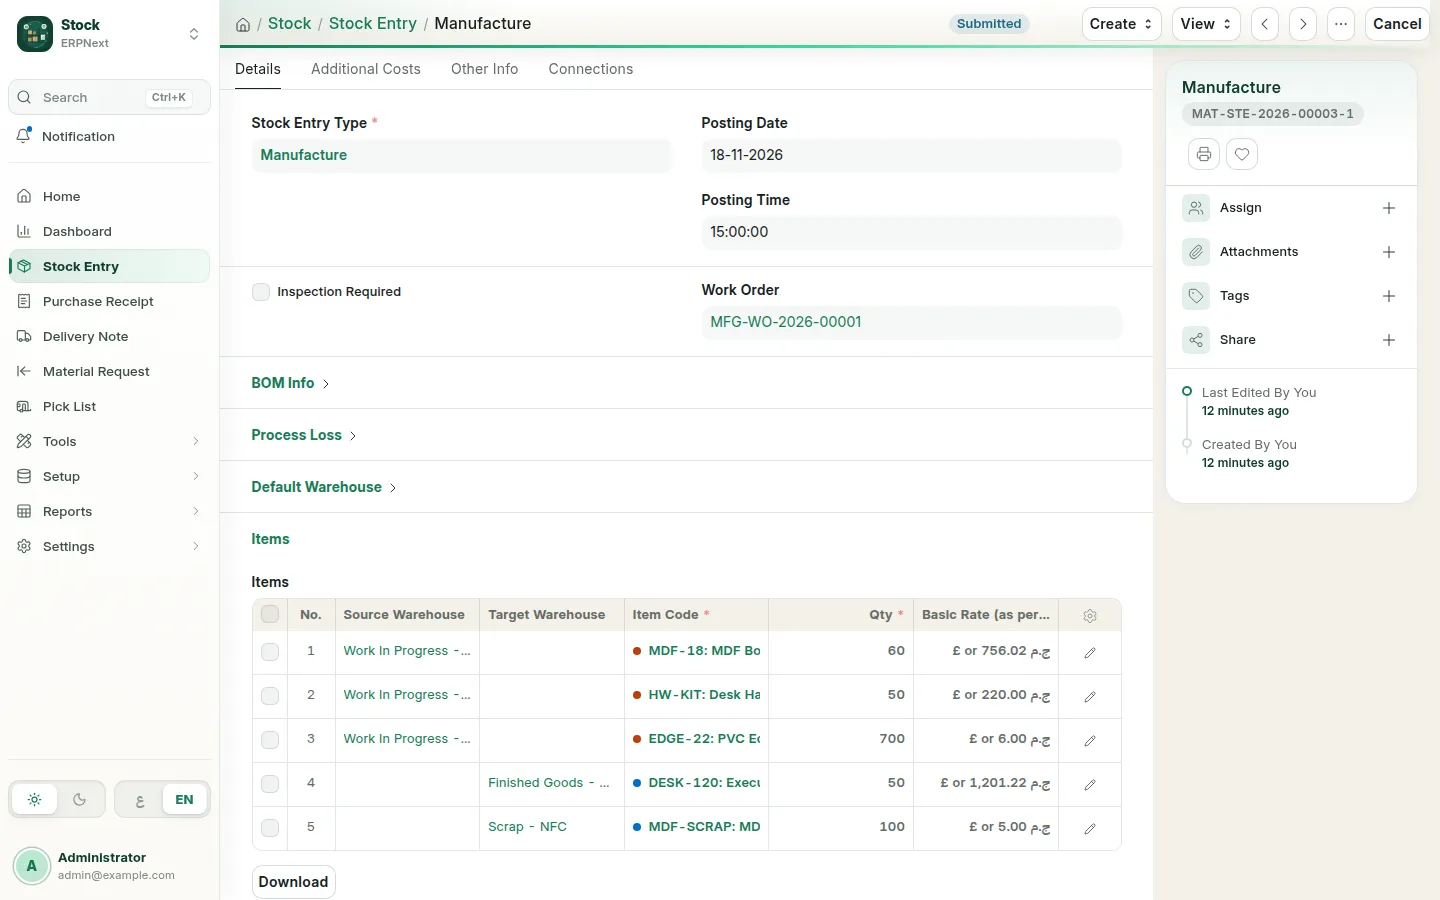 Stock
ERPNext
Search
Ctrl+K
Notification
Home
Dashboard
Stock Entry
Purchase Receipt
Delivery Note
Material Request
Pick List
Tools
Setup
Reports
Settings
ع
EN
A
Administrator
admin@example.com
/ Stock / Stock Entry / Manufacture
Submitted
Create
View
Cancel
Details
Additional Costs
Other Info
Connections
Stock Entry Type *
Manufacture
Posting Date
18-11-2026
Posting Time
15:00:00
Inspection Required
Work Order
MFG-WO-2026-00001
BOM Info
Process Loss
Default Warehouse
Items
Items
No. Source Warehouse Target Warehouse Item Code * Qty * Basic Rate (as per...
1 Work In Progress -... MDF-18: MDF Bo 60 £ or 756.02 ج.م
2 Work In Progress -... HW-KIT: Desk Ha 50 £ or 220.00 ج.م
3 Work In Progress -... EDGE-22: PVC Ec 700 £ or 6.00 ج.م
4 Finished Goods - ... DESK-120: Execu 50 £ or 1,201.22 ج.م
5 Scrap - NFC MDF-SCRAP: MD 100 £ or 5.00 ج.م
Download
Manufacture
MAT-STE-2026-00003-1
Assign
Attachments
Tags
Share
Last Edited By You
12 minutes ago
Created By You
12 minutes ago